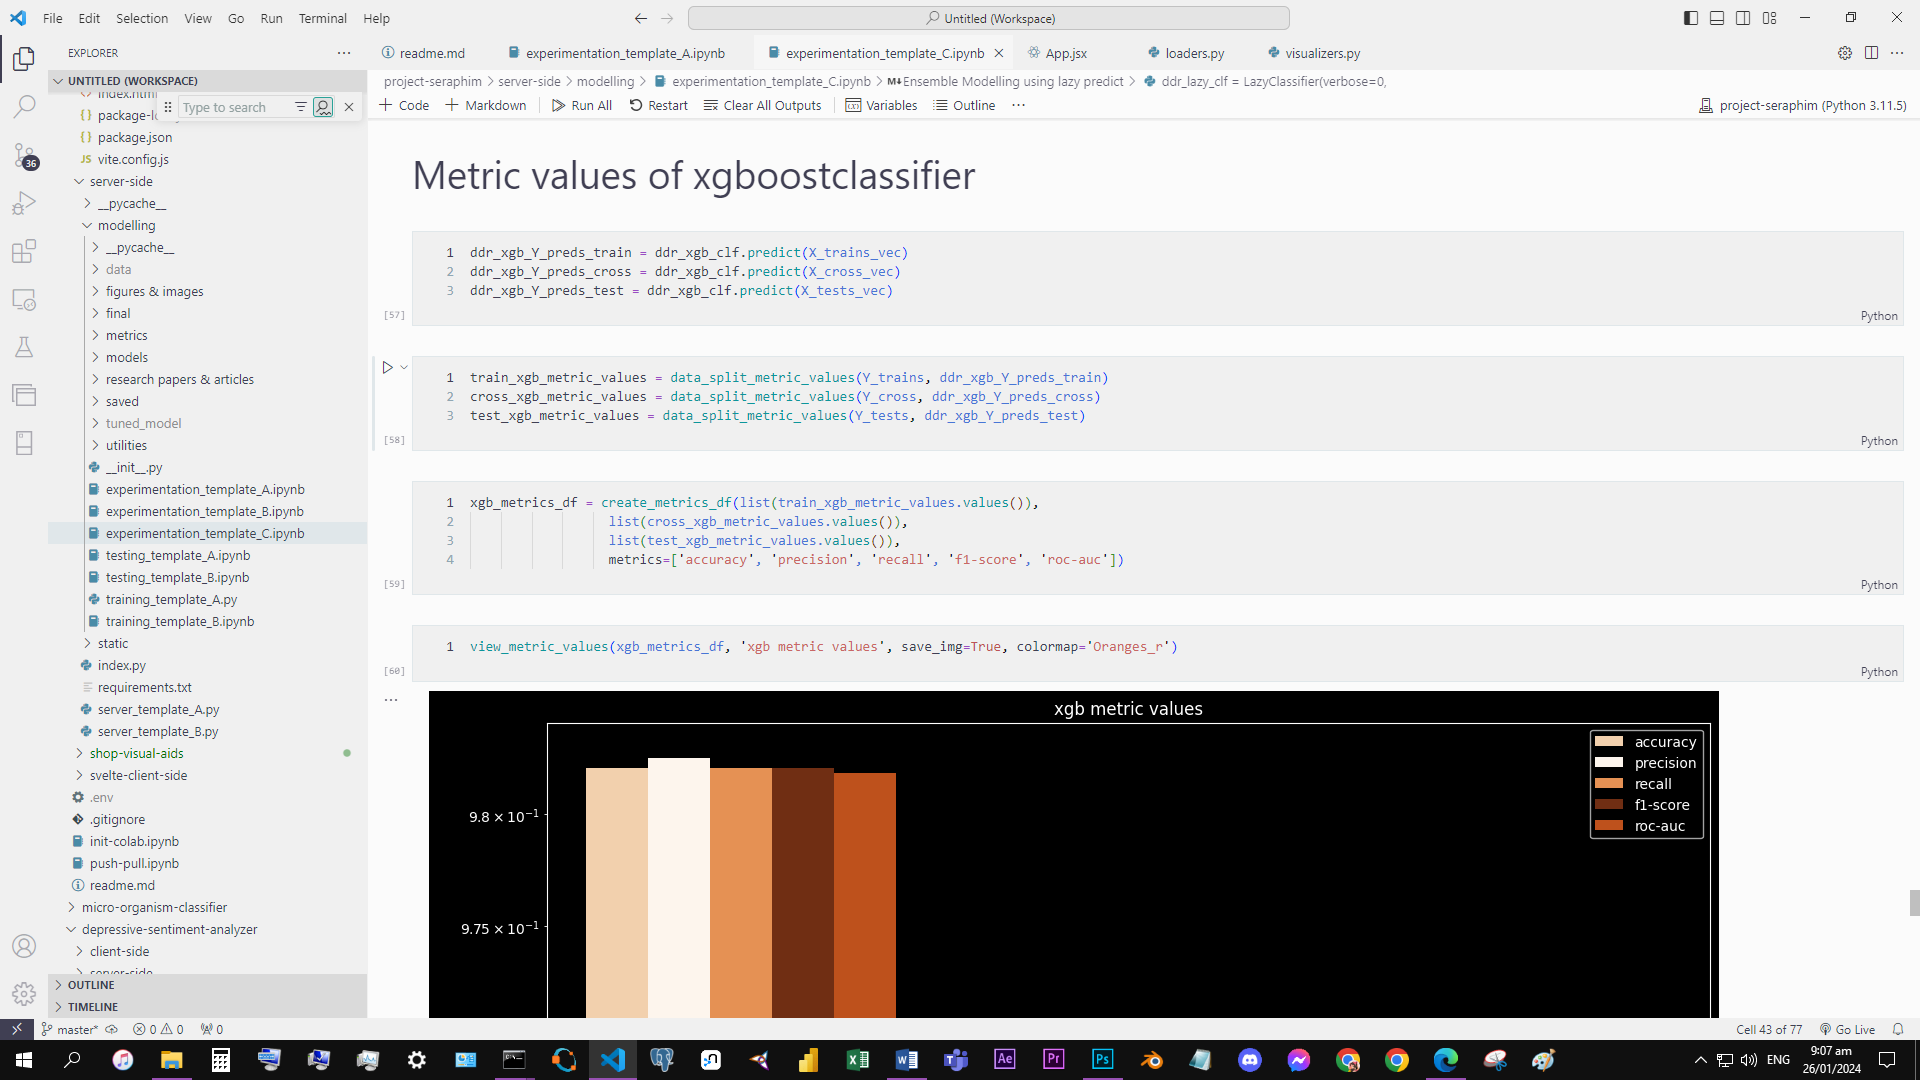 File Edit Selection View Go Run Terminal Help
Untitled (Workspace)
EXPLORER
readme.md
experimentation_template_A.ipynb
experimentation_template_C.ipynb
App.jsx
loaders.py
visualizers.py
UNTITLED (WORKSPACE)
project-seraphim > server-side > modelling > experimentation_template_C.ipynb > M↓Ensemble Modelling using lazy predict > ddr_lazy_clf = LazyClassifier(verbose=0,
index.html
Type to search
+ Code + Markdown Run All Restart Clear All Outputs Variables Outline ...
project-seraphim (Python 3.11.5)
{} package.json
JS vite.config.js
server-side
__pycache__
modelling
__pycache__
data
figures & images
final
metrics
models
research papers & articles
saved
tuned_model
utilities
__init__.py
experimentation_template_A.ipynb
experimentation_template_B.ipynb
experimentation_template_C.ipynb
testing_template_A.ipynb
testing_template_B.ipynb
training_template_A.py
training_template_B.ipynb
static
index.py
requirements.txt
server_template_A.py
server_template_B.py
shop-visual-aids
svelte-client-side
.env
.gitignore
init-colab.ipynb
push-pull.ipynb
readme.md
micro-organism-classifier
depressive-sentiment-analyzer
client-side
server-side
OUTLINE
TIMELINE
36
Metric values of xgboostclassifier
1 ddr_xgb_Y_preds_train = ddr_xgb_clf.predict(X_trains_vec)
2 ddr_xgb_Y_preds_cross = ddr_xgb_clf.predict(X_cross_vec)
3 ddr_xgb_Y_preds_test = ddr_xgb_clf.predict(X_tests_vec)
[57]
Python
1 train_xgb_metric_values = data_split_metric_values(Y_trains, ddr_xgb_Y_preds_train)
2 cross_xgb_metric_values = data_split_metric_values(Y_cross, ddr_xgb_Y_preds_cross)
3 test_xgb_metric_values = data_split_metric_values(Y_tests, ddr_xgb_Y_preds_test)
[58]
Python
1 xgb_metrics_df = create_metrics_df(list(train_xgb_metric_values.values()),
2 list(cross_xgb_metric_values.values()),
3 list(test_xgb_metric_values.values()),
4 metrics=['accuracy', 'precision', 'recall', 'f1-score', 'roc-auc'])
[59]
Python
1 view_metric_values(xgb_metrics_df, 'xgb metric values', save_img=True, colormap='Oranges_r')
[60]
Python
xgb metric values
accuracy
precision
recall
f1-score
roc-auc
9.8 × 10⁻¹
9.75 × 10⁻¹
master* 0 0 0
Cell 43 of 77 Go Live
Ae Pr Ps
ENG
9:07 am
26/01/2024